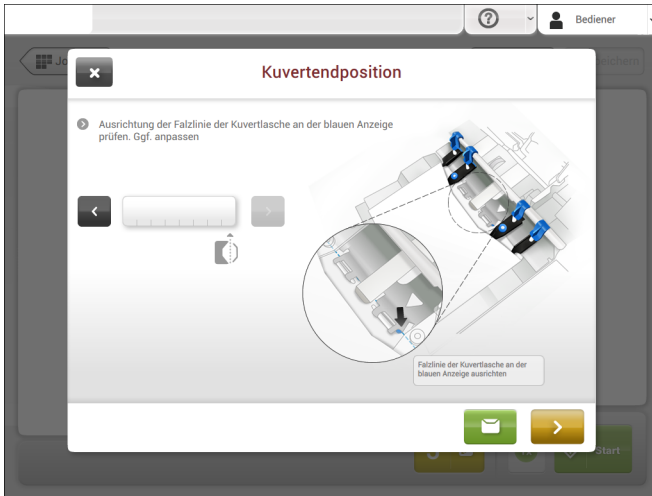 Bediener
Jo
eichern
Kuvertendposition
Ausrichtung der Falzlinie der Kuvertlasche an der blauen Anzeige
prüfen. Ggf. anpassen
Falzlinie der Kuvertlasche an der
blauen Anzeige ausrichten
Start